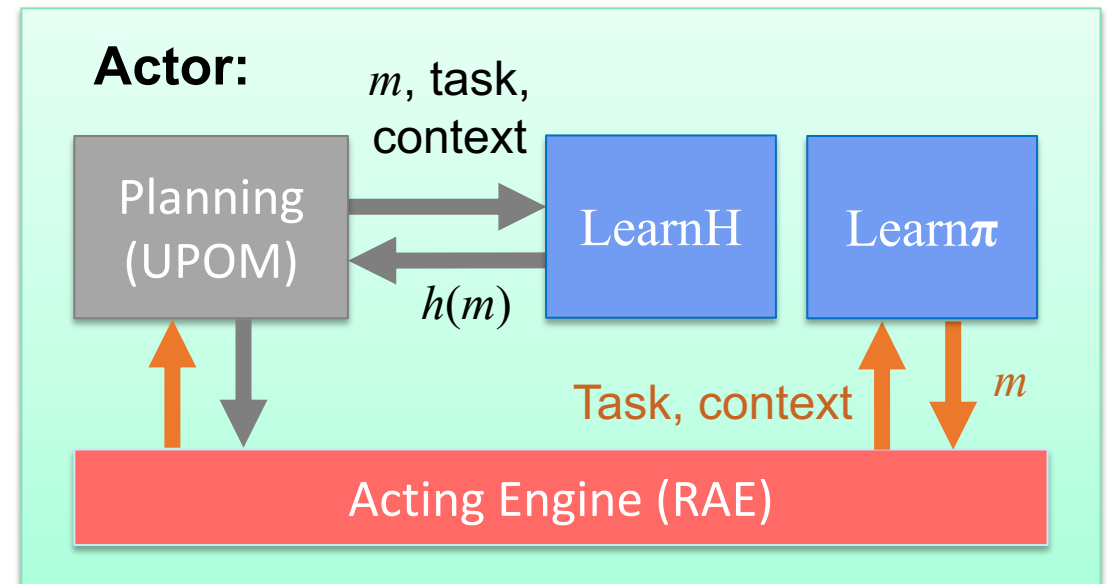 Actor:
m, task,
context
Planning
(UPOM)
LearnH
Learnπ
h(m)
Task, context
m
Acting Engine (RAE)